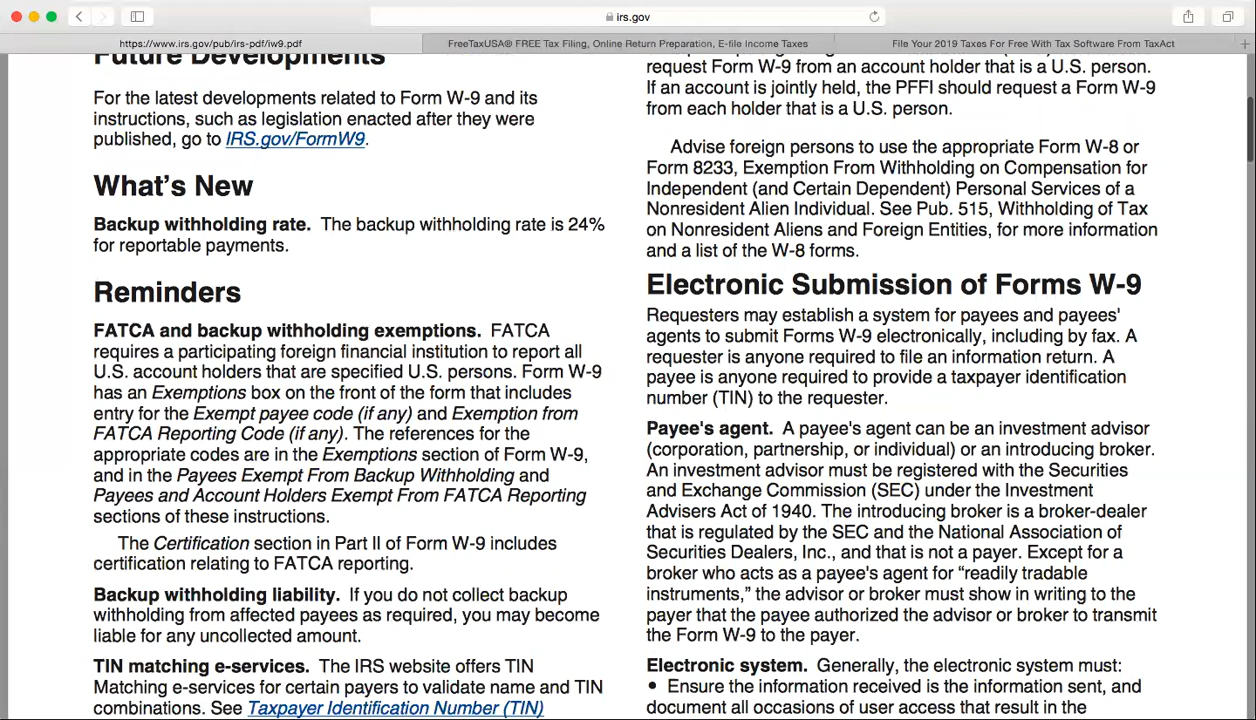 irs.gov
https://www.irs.gov/pub/irs-pdf/iw9.pdf
FreeTaxUSA® FREE Tax Filing, Online Return Preparation, E-file Income Taxes
File Your 2019 Taxes For Free With Tax Software From TaxAct
Future Developments
For the latest developments related to Form W-9 and its
instructions, such as legislation enacted after they were
published, go to IRS.gov/FormW9.
What's New
Backup withholding rate. The backup withholding rate is 24%
for reportable payments.
Reminders
FATCA and backup withholding exemptions. FATCA
requires a participating foreign financial institution to report all
U.S. account holders that are specified U.S. persons. Form W-9
has an Exemptions box on the front of the form that includes
entry for the Exempt payee code (if any) and Exemption from
FATCA Reporting Code (if any). The references for the
appropriate codes are in the Exemptions section of Form W-9,
and in the Payees Exempt From Backup Withholding and
Payees and Account Holders Exempt From FATCA Reporting
sections of these instructions.
The Certification section in Part II of Form W-9 includes
certification relating to FATCA reporting.
Backup withholding liability. If you do not collect backup
withholding from affected payees as required, you may become
liable for any uncollected amount.
TIN matching e-services. The IRS website offers TIN
Matching e-services for certain payers to validate name and TIN
combinations. See Taxpayer Identification Number (TIN)
request Form W-9 from an account holder that is a U.S. person.
If an account is jointly held, the PFFI should request a Form W-9
from each holder that is a U.S. person.
Advise foreign persons to use the appropriate Form W-8 or
Form 8233, Exemption From Withholding on Compensation for
Independent (and Certain Dependent) Personal Services of a
Nonresident Alien Individual. See Pub. 515, Withholding of Tax
on Nonresident Aliens and Foreign Entities, for more information
and a list of the W-8 forms.
Electronic Submission of Forms W-9
Requesters may establish a system for payees and payees'
agents to submit Forms W-9 electronically, including by fax. A
requester is anyone required to file an information return. A
payee is anyone required to provide a taxpayer identification
number (TIN) to the requester.
Payee's agent. A payee's agent can be an investment advisor
(corporation, partnership, or individual) or an introducing broker.
An investment advisor must be registered with the Securities
and Exchange Commission (SEC) under the Investment
Advisers Act of 1940. The introducing broker is a broker-dealer
that is regulated by the SEC and the National Association of
Securities Dealers, Inc., and that is not a payer. Except for a
broker who acts as a payee's agent for "readily tradable
instruments," the advisor or broker must show in writing to the
payer that the payee authorized the advisor or broker to transmit
the Form W-9 to the payer.
Electronic system. Generally, the electronic system must:
• Ensure the information received is the information sent, and
document all occasions of user access that result in the